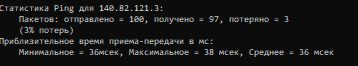 Статистика Ping для 140.82.121.3:
Пакетов: отправлено = 100, получено = 97, потеряно = 3
(3% потерь)
Приблизительное время приема-передачи в мс:
Минимальное = 36мсек, Максимальное = 38 мсек, Среднее = 36 мсек